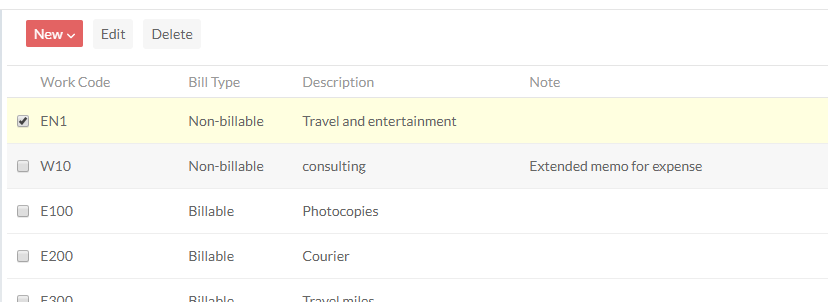 New Edit Delete
Work Code Bill Type Description Note
EN1 Non-billable Travel and entertainment
W10 Non-billable consulting Extended memo for expense
E100 Billable Photocopies
E200 Billable Courier
E300 Billable Travel miles